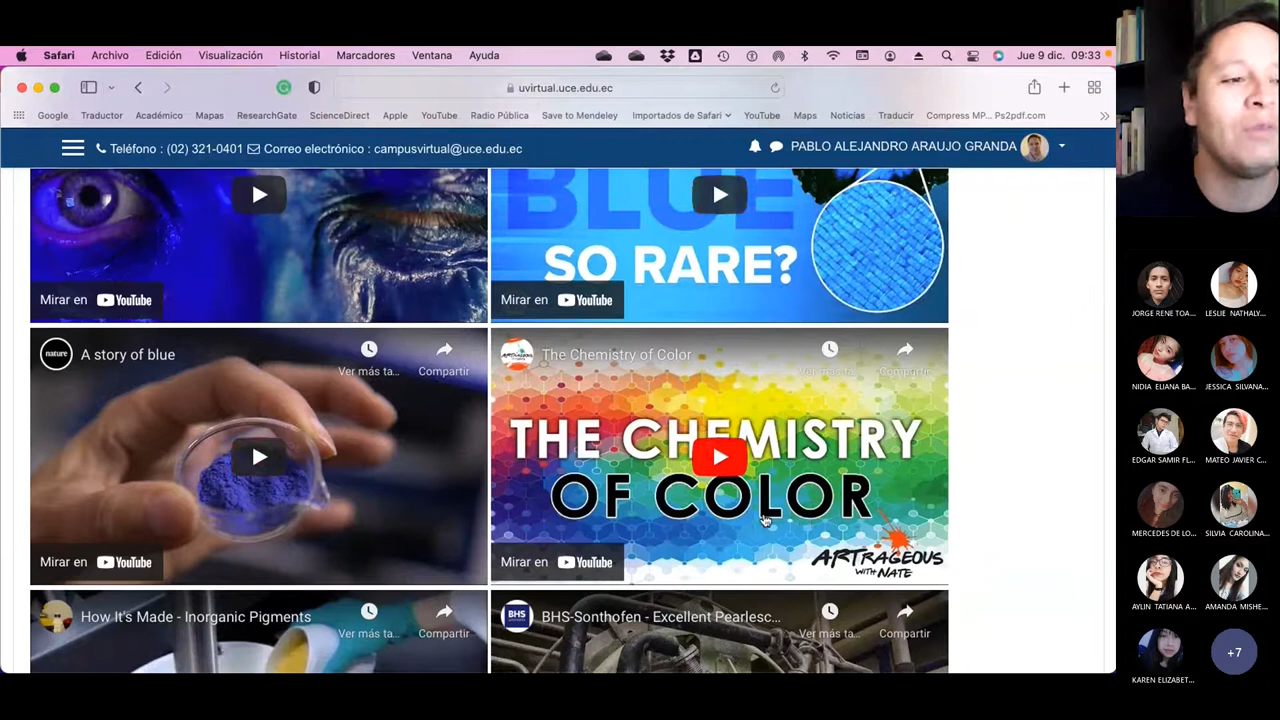 Safari Archivo Edición Visualización Historial Marcadores Ventana Ayuda Jue 9 dic. 09:33
uvirtual.uce.edu.ec
Google Traductor Académico Mapas ResearchGate ScienceDirect Apple YouTube Radio Pública Save to Mendeley Importados de Safari YouTube Maps Noticias Traducir Compress MP... Ps2pdf.com
Teléfono : (02) 321-0401 Correo electrónico : campusvirtual@uce.edu.ec PABLO ALEJANDRO ARAUJO GRANDA
BLUE
SO RARE?
Mirar en YouTube
Mirar en YouTube
nature A story of blue
Ver más ta... Compartir
ARTRAGEOUS The Chemistry of Color
Ver más ta... Compartir
THE CHEMISTRY
OF COLOR
Mirar en YouTube
Mirar en YouTube
ARTRAGEOUS
WITH NATE
How It's Made - Inorganic Pigments
Ver más ta... Compartir
BHS BHS-Sonthofen - Excellent Pearlesc...
Ver más ta... Compartir
JORGE RENE TOA... LESLIE NATHALY...
NIDIA ELIANA BA... JESSICA SILVANA...
EDGAR SAMIR FL... MATEO JAVIER C...
MERCEDES DE LO... SILVIA CAROLINA...
AYLIN TATIANA A... AMANDA MISHE...
KAREN ELIZABET... +7